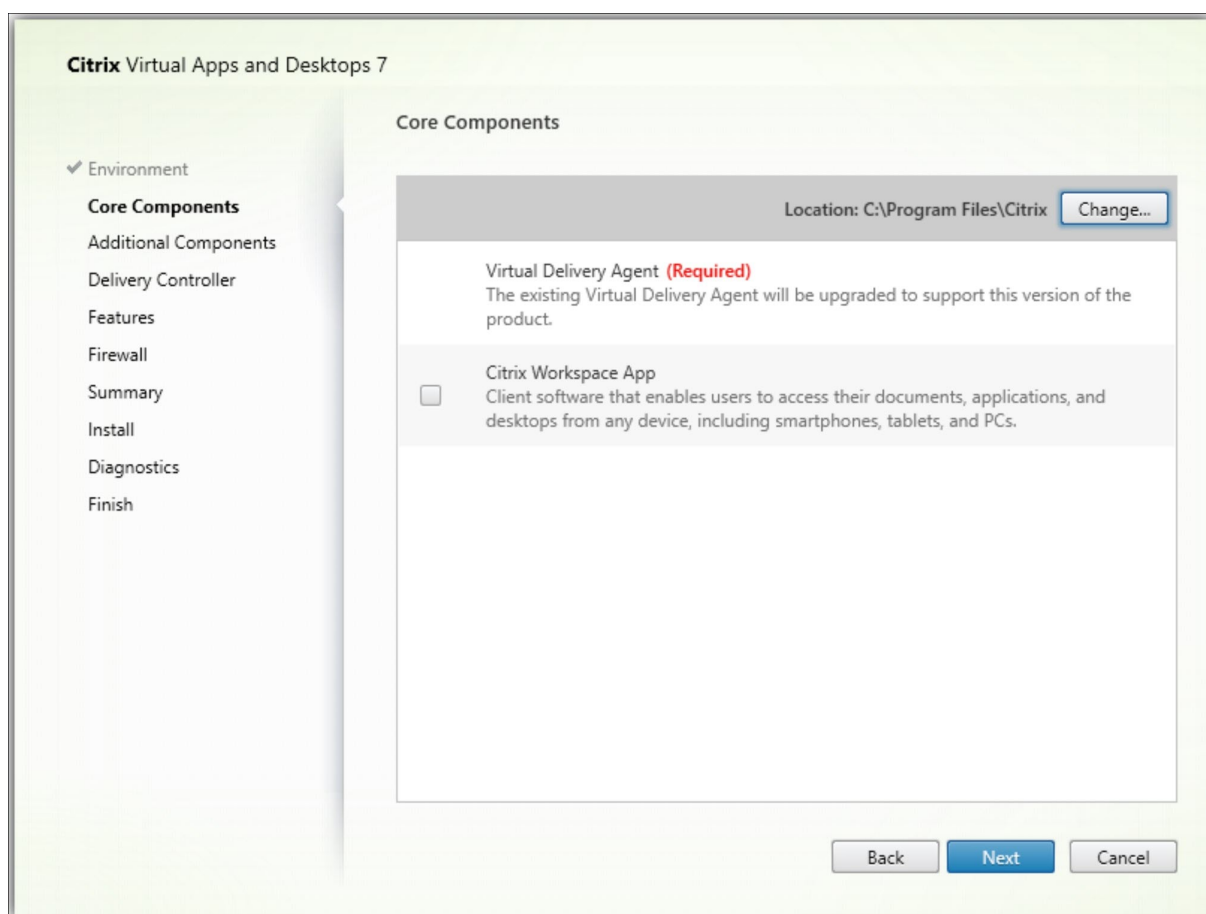 Citrix Virtual Apps and Desktops 7
Core Components
Environment
Core Components
Additional Components
Delivery Controller
Features
Firewall
Summary
Install
Diagnostics
Finish
Location: C:\Program Files\Citrix
Change...
Virtual Delivery Agent (Required)
The existing Virtual Delivery Agent will be upgraded to support this version of the
product.
Citrix Workspace App
Client software that enables users to access their documents, applications, and
desktops from any device, including smartphones, tablets, and PCs.
Back
Next
Cancel